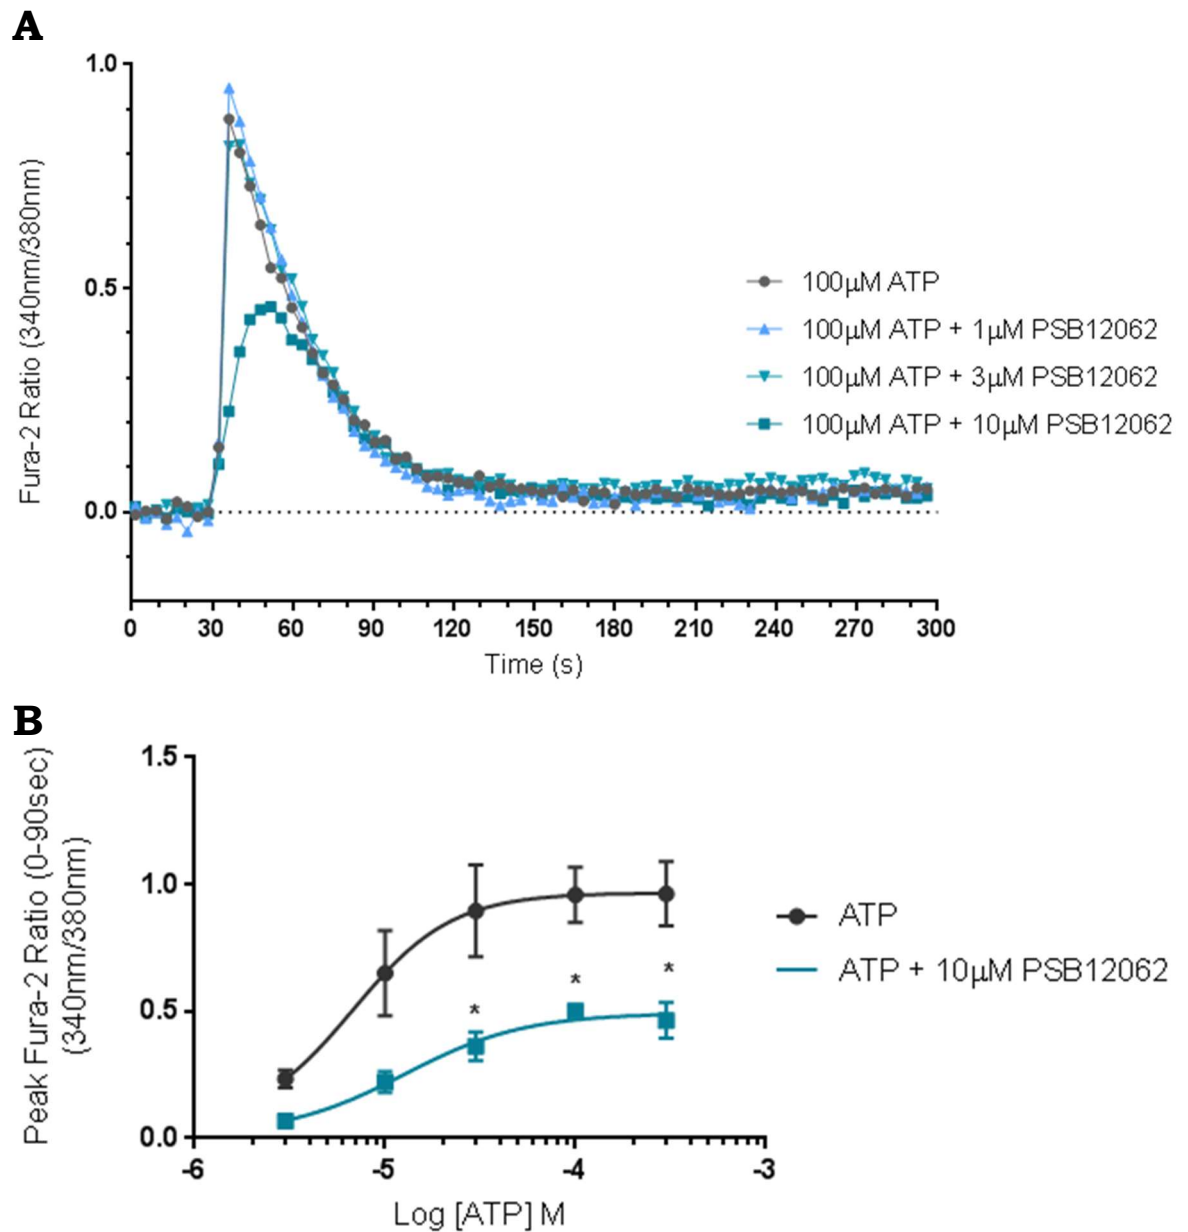 A
Fura-2 Ratio (340nm/380nm)
1.0
0.5
0.0
0 30 60 90 120 150 180 210 240 270 300
Time (s)
100μM ATP
100μM ATP + 1μM PSB12062
100μM ATP + 3μM PSB12062
100μM ATP + 10μM PSB12062
B
Peak Fura-2 Ratio (0-90sec)
(340nm/380nm)
1.5
1.0
0.5
0.0
* * *
-6 -5 -4 -3
Log [ATP] M
ATP
ATP + 10μM PSB12062